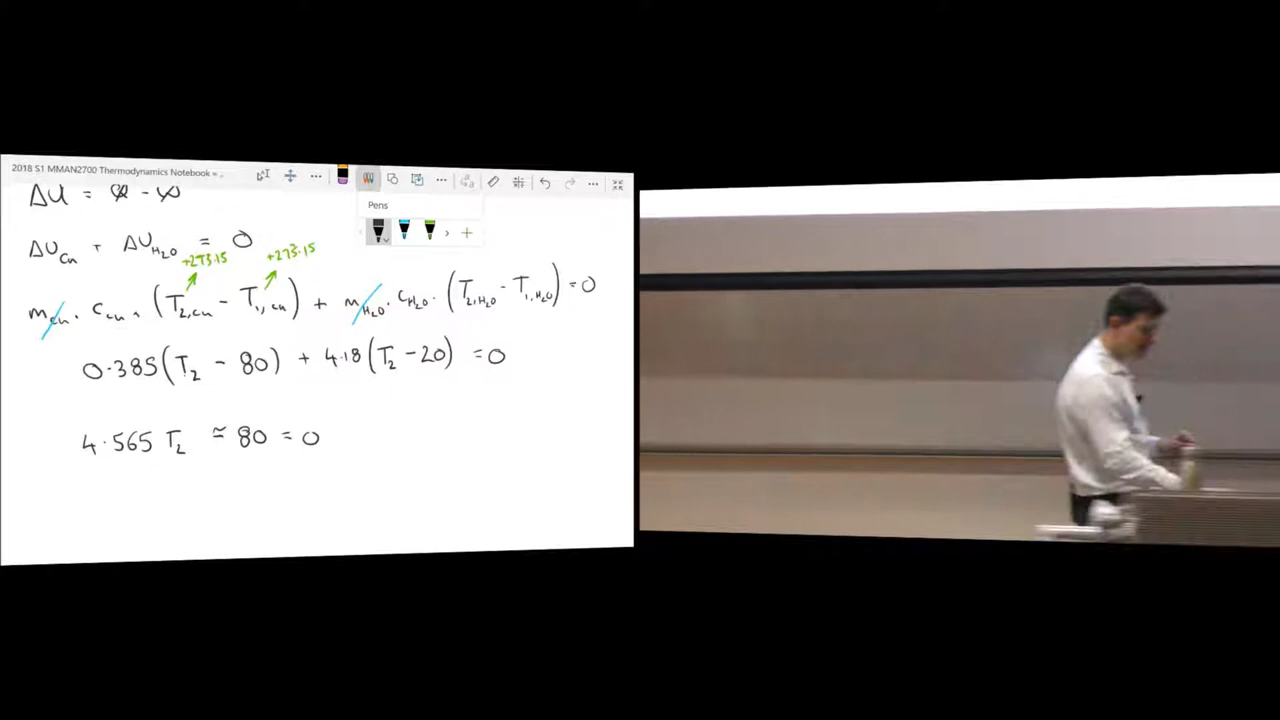 2018 S1 MMAN2700 Thermodynamics Notebook
Pens
ΔU = Q - W
ΔU_Cu + ΔU_H2O = 0
+273.15 +273.15
m_Cu . C_Cu . (T_2,Cu - T_1,Cu) + m_H2O . C_H2O . (T_2,H2O - T_1,H2O) = 0
0.385 (T_2 - 80) + 4.18 (T_2 - 20) = 0
4.565 T_2 ≅ 80 = 0